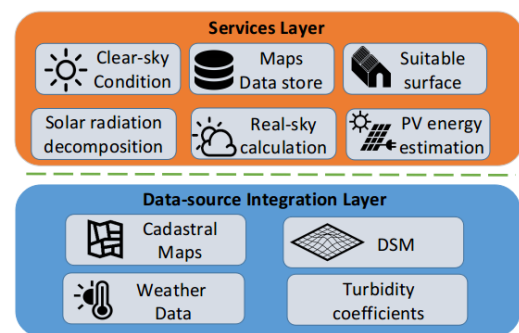 Services Layer
Clear-sky
Condition
Maps
Data store
Suitable
surface
Solar radiation
decomposition
Real-sky
calculation
PV energy
estimation
Data-source Integration Layer
Cadastral
Maps
DSM
Weather
Data
Turbidity
coefficients